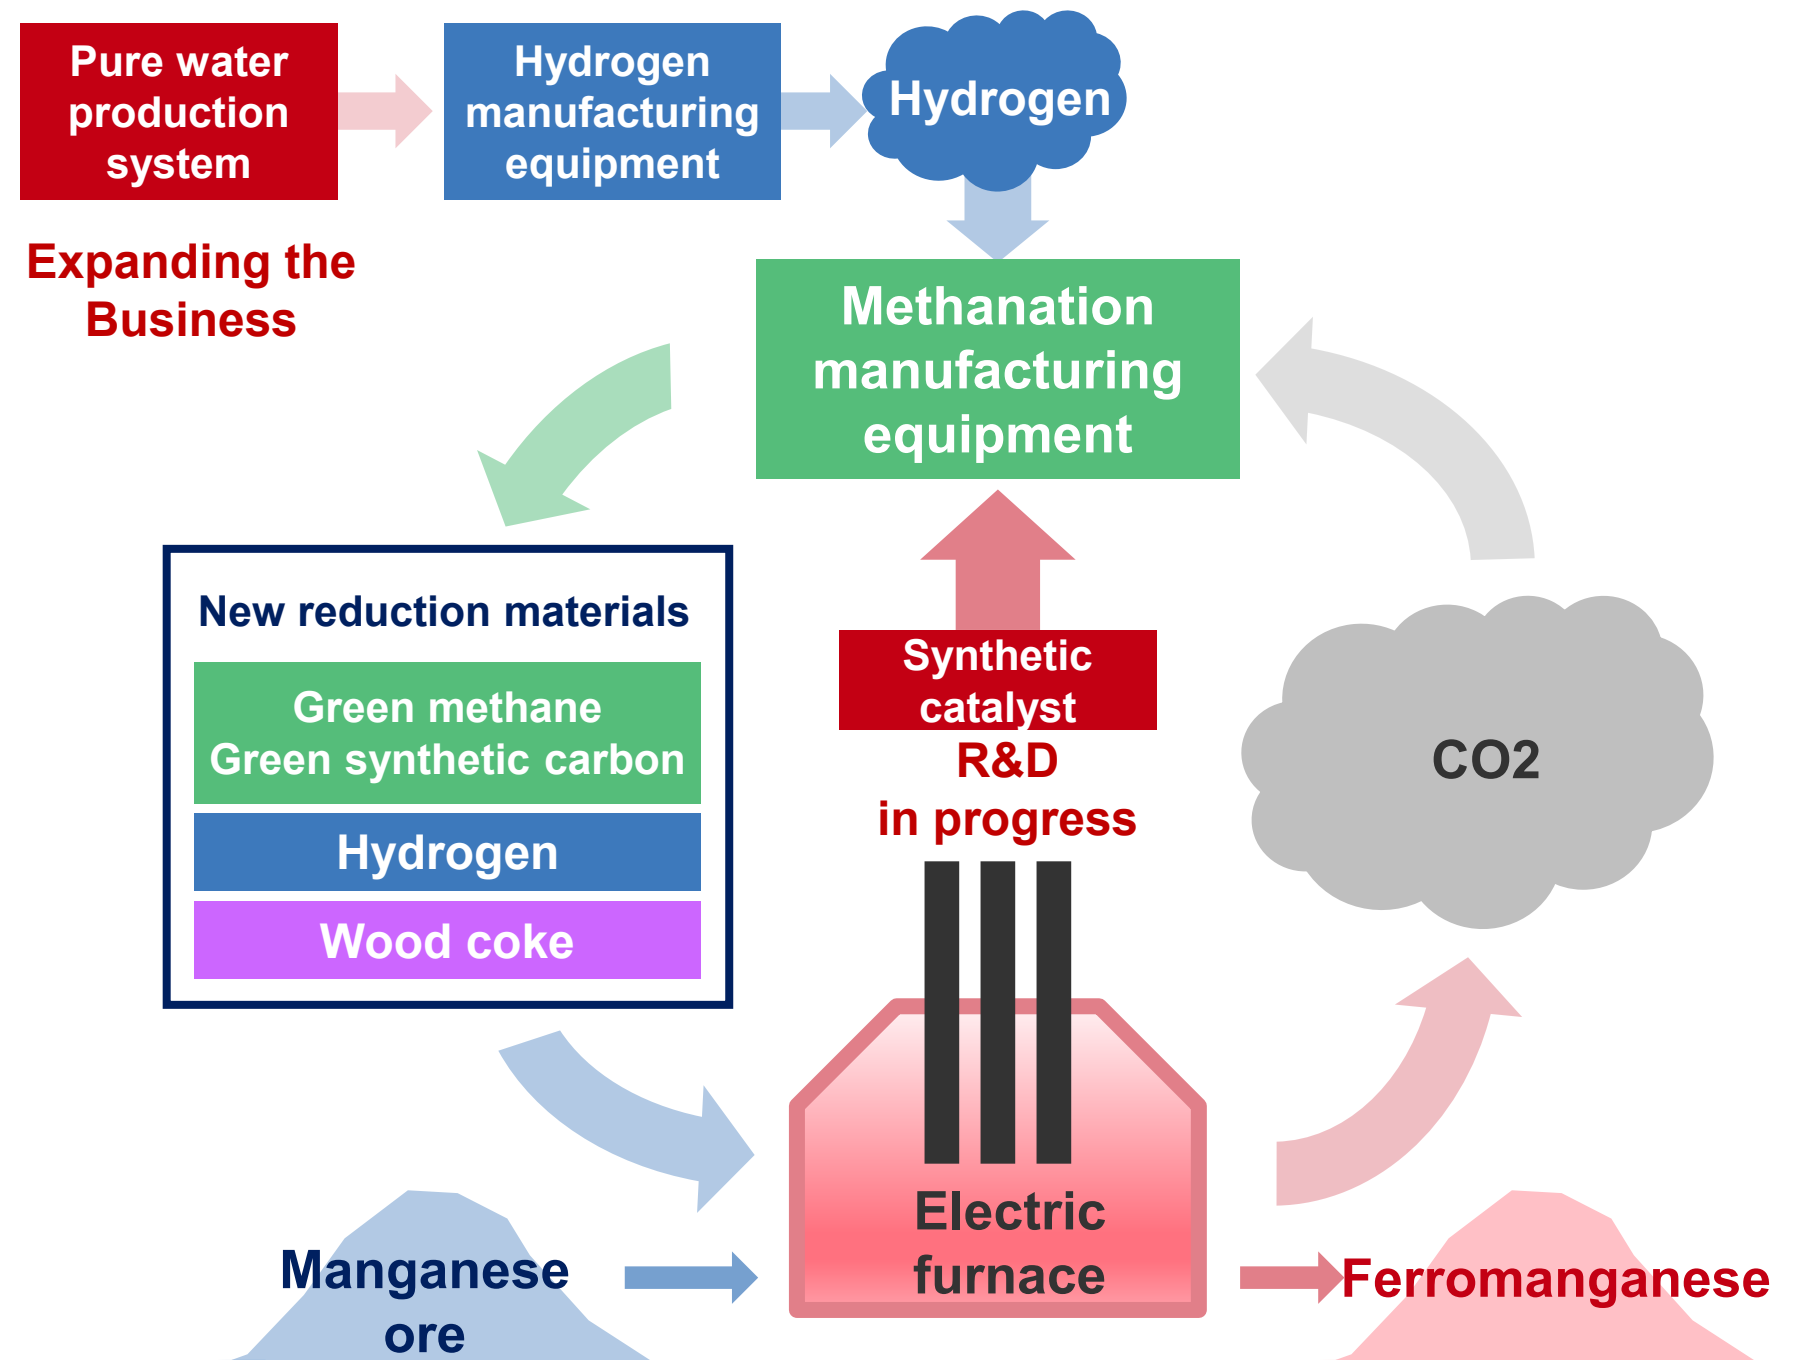 Pure water
production
system
Hydrogen
manufacturing
equipment
Hydrogen
Expanding the
Business
Methanation
manufacturing
equipment
New reduction materials
Green methane
Green synthetic carbon
Hydrogen
Wood coke
Synthetic
catalyst
R&D
in progress
CO2
Electric
furnace
Manganese
ore
Ferromanganese